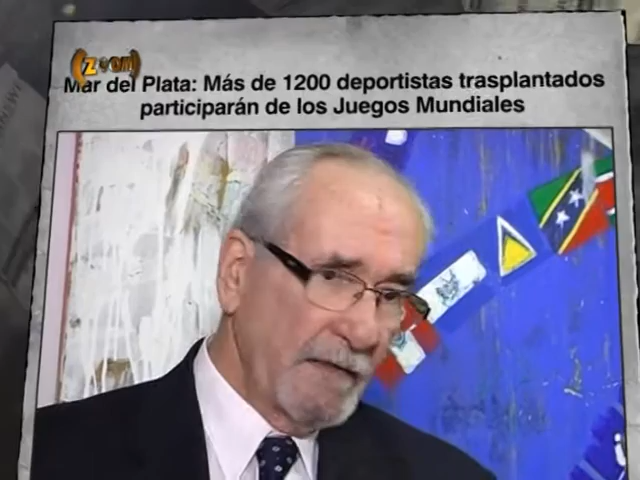 zoom
Mar del Plata: Más de 1200 deportistas trasplantados
participarán de los Juegos Mundiales